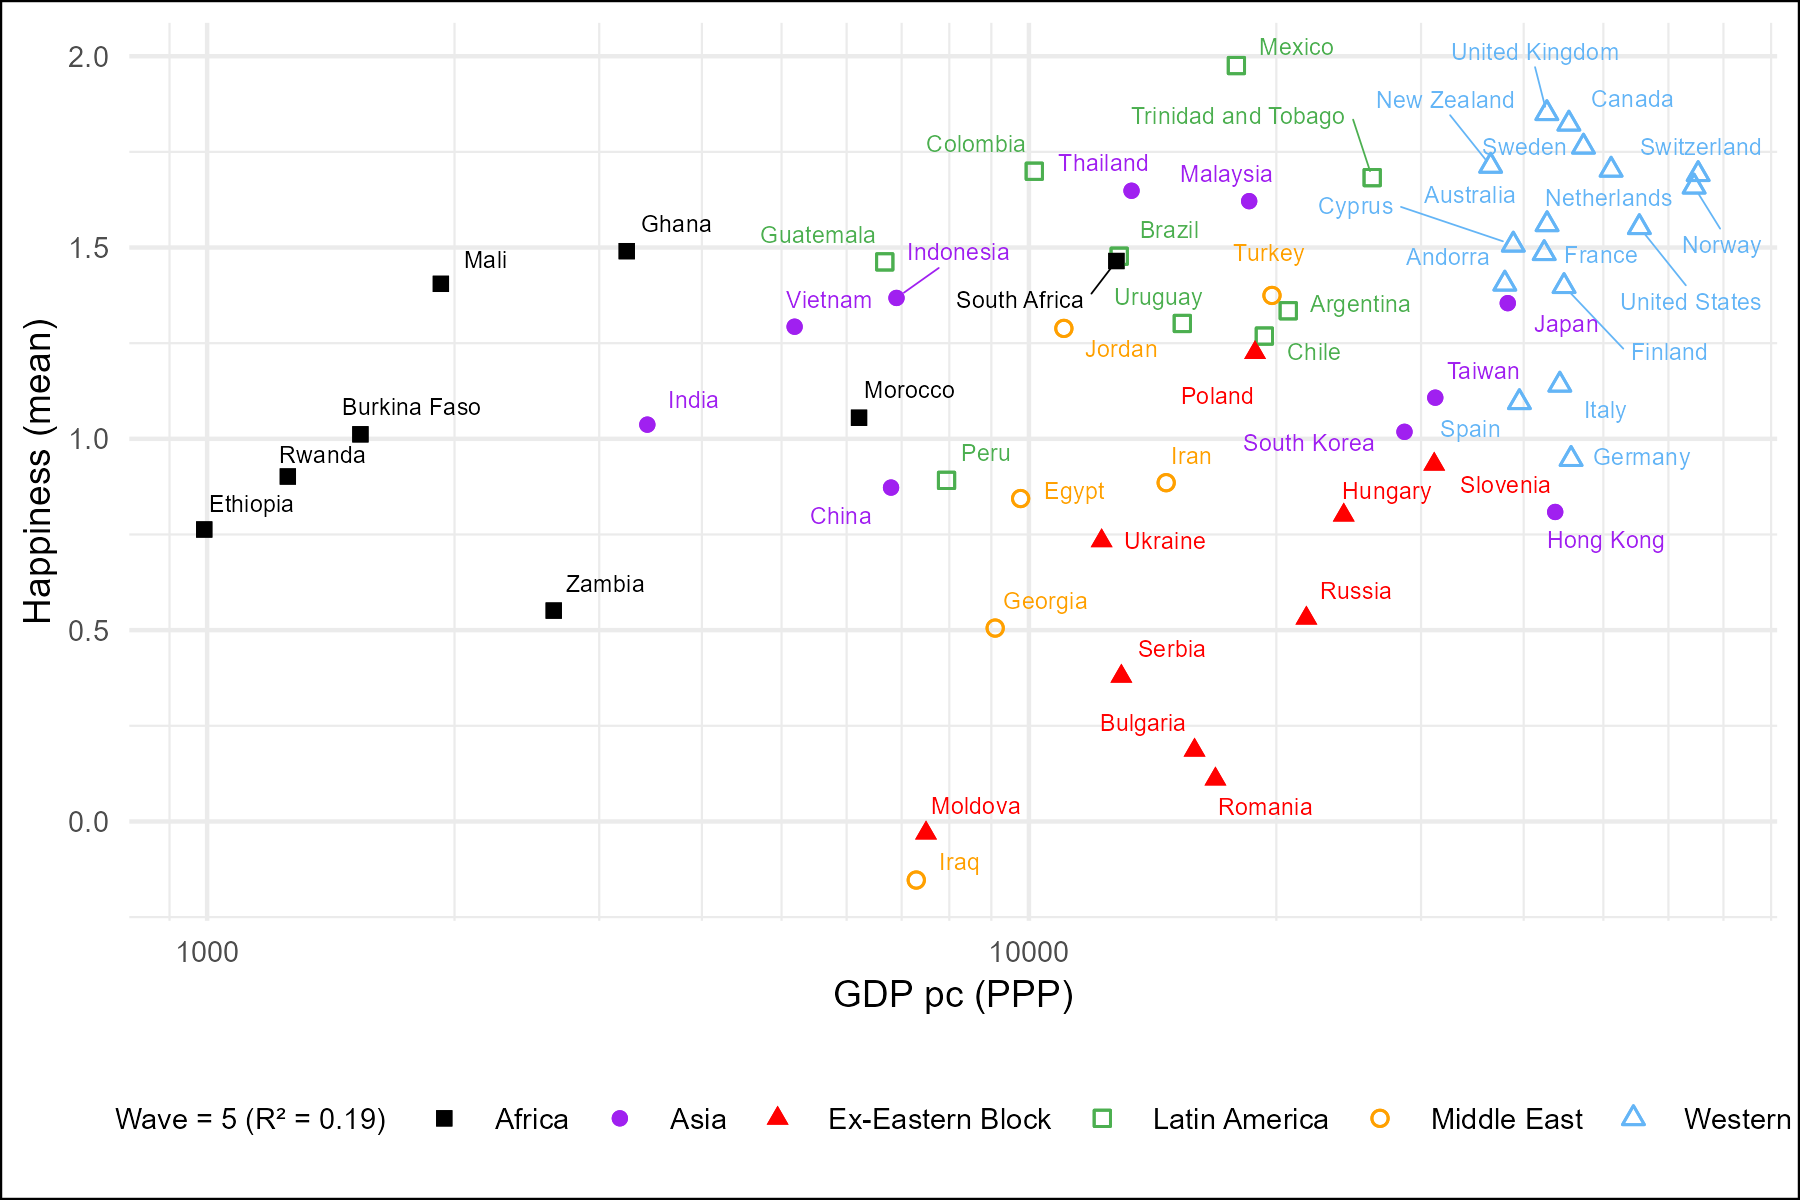 2.0
1.5
1.0
0.5
0.0
Happiness (mean)
Mexico
United Kingdom
New Zealand
Canada
Trinidad and Tobago
Colombia
Thailand
Sweden
Switzerland
Malaysia
Australia
Netherlands
Cyprus
Ghana
Guatemala
Brazil
Norway
Mali
Indonesia
Turkey
Andorra
France
Vietnam
South Africa
Uruguay
Argentina
United States
Japan
Jordan
Chile
Finland
Taiwan
Morocco
Poland
India
Burkina Faso
Italy
Spain
South Korea
Rwanda
Peru
Iran
Germany
Egypt
Hungary
Slovenia
Ethiopia
China
Ukraine
Hong Kong
Zambia
Georgia
Russia
Serbia
Bulgaria
Moldova
Romania
Iraq
1000
10000
GDP pc (PPP)
Wave = 5 (R² = 0.19) Africa Asia Ex-Eastern Block Latin America Middle East Western